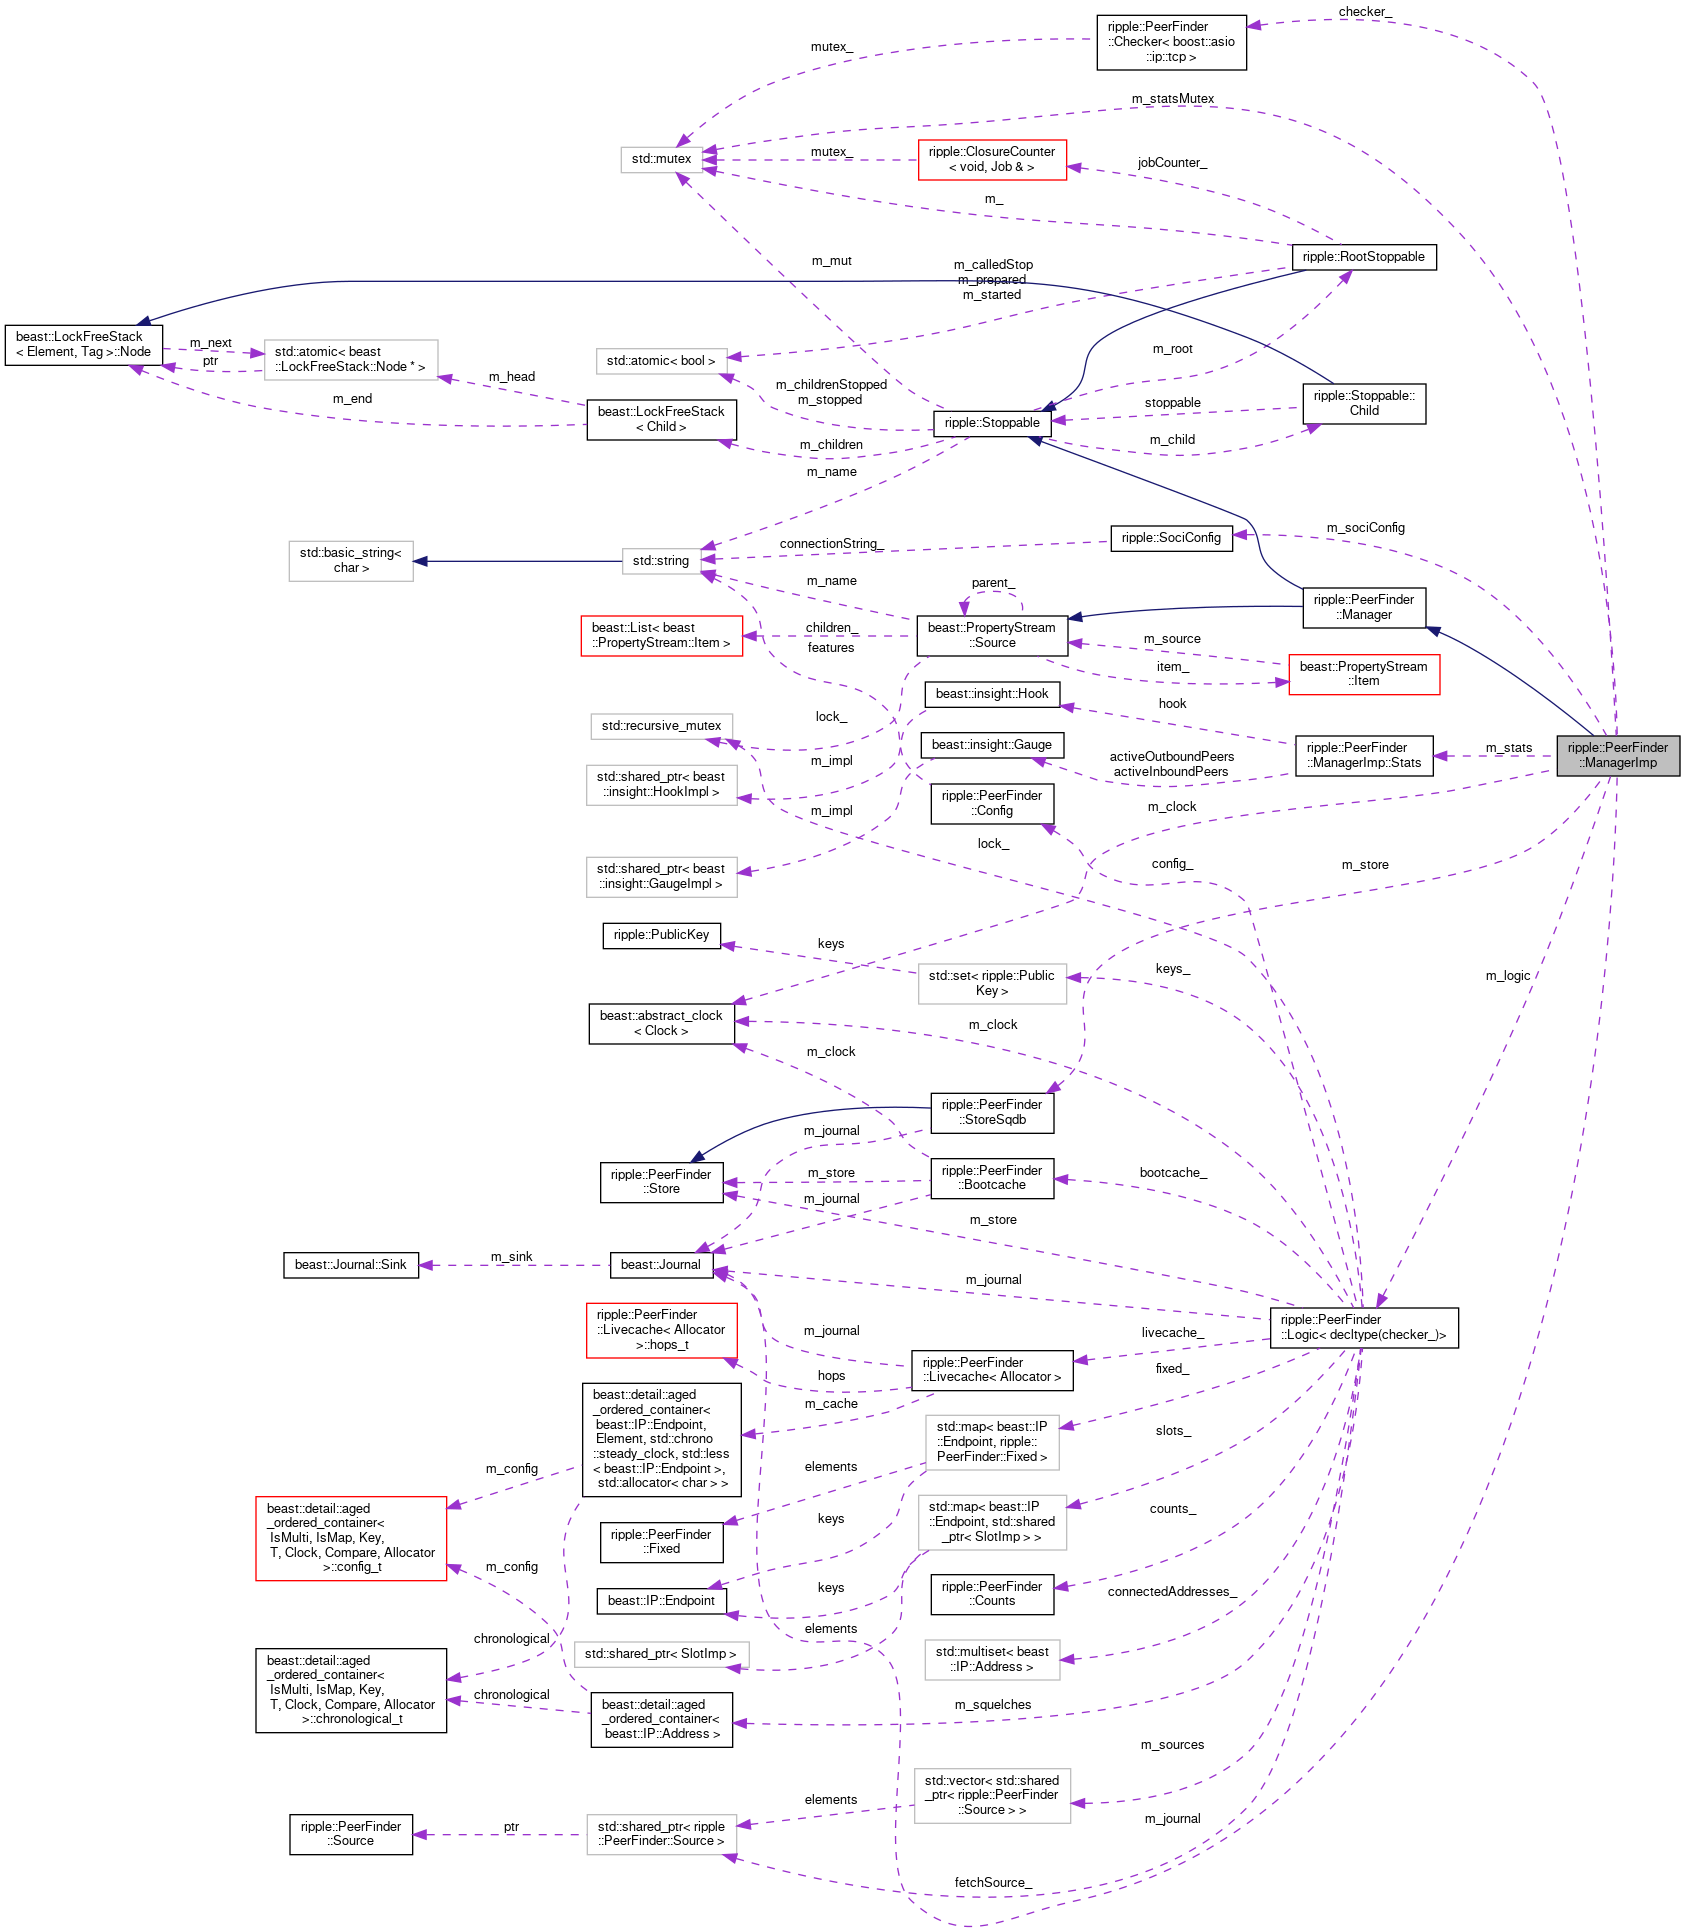 checker_
ripple::PeerFinder
::Checker< boost::asio
::ip::tcp >
mutex_
m_statsMutex
std::mutex
mutex_
ripple::ClosureCounter
< void, Job & >
jobCounter_
m_
ripple::RootStoppable
m_mut
m_calledStop
m_prepared
m_started
beast::LockFreeStack
< Element, Tag >::Node
m_next
ptr
std::atomic< beast
::LockFreeStack::Node * >
std::atomic< bool >
m_root
m_head
m_end
beast::LockFreeStack
< Child >
m_childrenStopped
m_stopped
m_children
ripple::Stoppable
stoppable
m_child
ripple::Stoppable::
Child
m_name
std::basic_string<
char >
std::string
connectionString_
ripple::SociConfig
m_sociConfig
m_name
parent_
ripple::PeerFinder
::Manager
beast::List< beast
::PropertyStream::Item >
children_
features
beast::PropertyStream
::Source
m_source
item_
beast::PropertyStream
::Item
beast::insight::Hook
hook
std::recursive_mutex
lock_
beast::insight::Gauge
activeOutboundPeers
activeInboundPeers
ripple::PeerFinder
::ManagerImp::Stats
m_stats
ripple::PeerFinder
::ManagerImp
std::shared_ptr< beast
::insight::HookImpl >
m_impl
m_impl
ripple::PeerFinder
::Config
m_clock
lock_
config_
m_store
std::shared_ptr< beast
::insight::GaugeImpl >
ripple::PublicKey
keys
std::set< ripple::Public
Key >
keys_
m_logic
beast::abstract_clock
< Clock >
m_clock
m_clock
ripple::PeerFinder
::StoreSqdb
m_journal
ripple::PeerFinder
::Store
m_store
ripple::PeerFinder
::Bootcache
bootcache_
m_journal
m_store
beast::Journal::Sink
m_sink
beast::Journal
m_journal
ripple::PeerFinder
::Livecache< Allocator
>::hops_t
m_journal
hops
ripple::PeerFinder
::Livecache< Allocator >
livecache_
ripple::PeerFinder
::Logic< decltype(checker_)>
fixed_
beast::detail::aged
_ordered_container<
beast::IP::Endpoint,
Element, std::chrono
::steady_clock, std::less
< beast::IP::Endpoint >,
std::allocator< char > >
m_cache
std::map< beast::IP
::Endpoint, ripple::
PeerFinder::Fixed >
slots_
m_config
elements
beast::detail::aged
_ordered_container<
IsMulti, IsMap, Key,
T, Clock, Compare, Allocator
>::config_t
ripple::PeerFinder
::Fixed
keys
std::map< beast::IP
::Endpoint, std::shared
_ptr< SlotImp > >
counts_
m_config
beast::IP::Endpoint
keys
ripple::PeerFinder
::Counts
connectedAddresses_
elements
chronological
std::shared_ptr< SlotImp >
std::multiset< beast
::IP::Address >
beast::detail::aged
_ordered_container<
IsMulti, IsMap, Key,
T, Clock, Compare, Allocator
>::chronological_t
chronological
beast::detail::aged
_ordered_container<
beast::IP::Address >
m_squelches
m_sources
std::vector< std::shared
_ptr< ripple::PeerFinder
::Source > >
elements
ripple::PeerFinder
::Source
ptr
std::shared_ptr< ripple
::PeerFinder::Source >
m_journal
fetchSource_